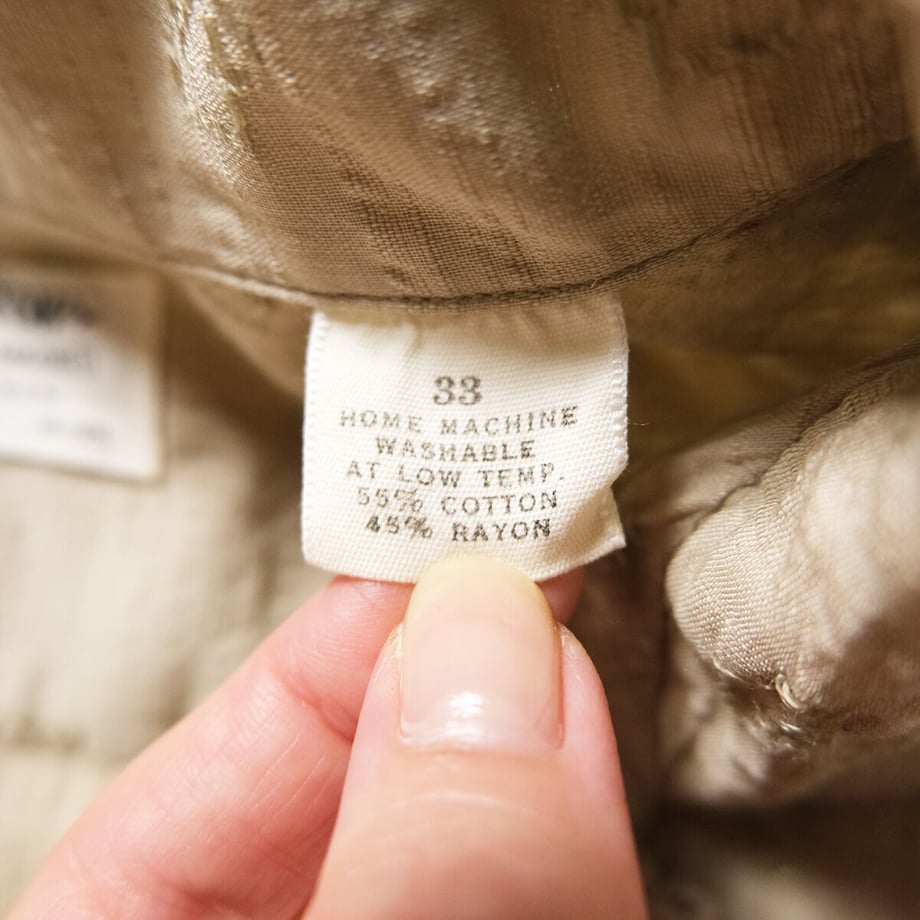 33
HOME MACHINE
WASHABLE
AT LOW TEMP.
55% COTTON
45% RAYON